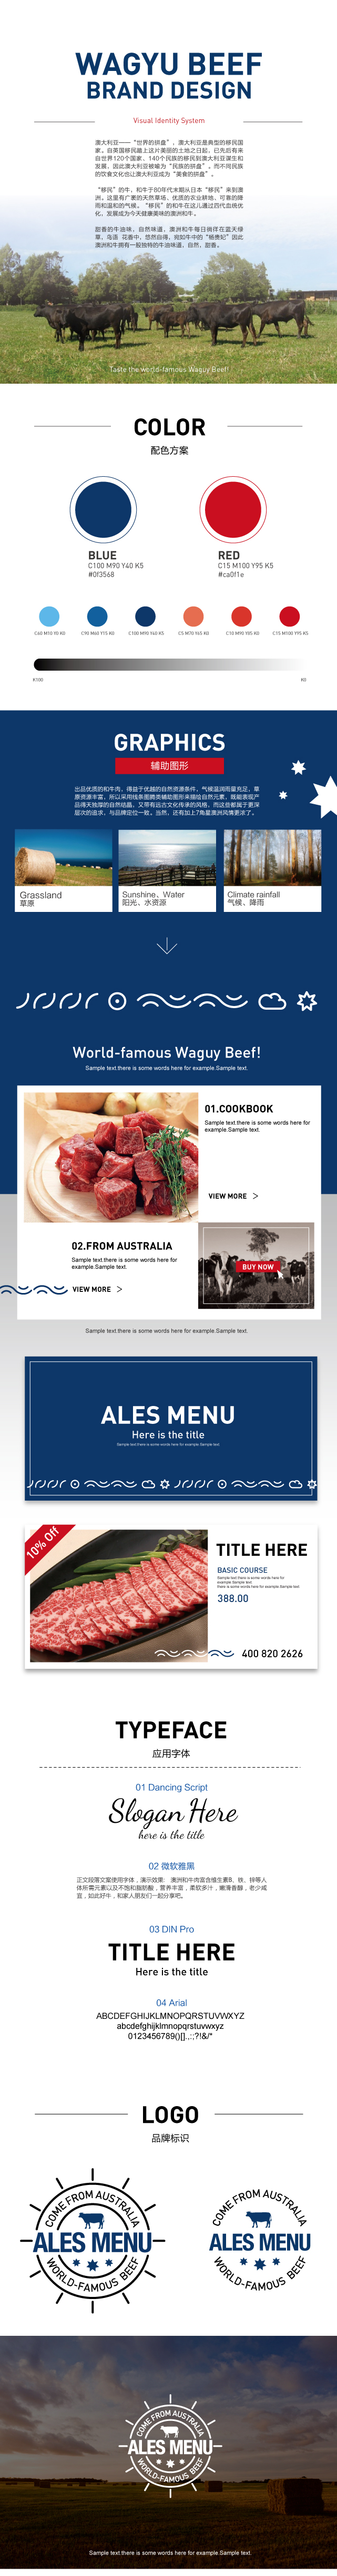 WAGYU BEEF
BRAND DESIGN
Visual Identity System
澳大利亚——“世界的拼盘”，澳大利亚是典型的移民国
家。自英国移民踏上这片美丽的土地之日起，已先后有来
自世界120个国家、140个民族的移民到澳大利亚谋生和
发展，因此澳大利亚被喻为“民族的拼盘”。而不同民族
的饮食文化也让澳大利亚成为“美食的拼盘”。
“移民”的牛，和牛于80年代末期从日本“移民”来到澳
洲。这里有广袤的天然草场，优质的农业耕地，可靠的降
雨和温和的气候。“移民”的和牛在这儿通过四代血统优
化，发展成为今天健康美味的澳洲和牛。
甜香的牛油味，自然味道，澳洲和牛每日徜徉在蓝天绿
草，海浪 花香中，悠然自得，宛如牛中的“杨贵妃”因此
澳洲和牛拥有一股独特的牛油味道，自然，甜香。
Taste the world-famous Waguy Beef!
COLOR
配色方案
BLUE
C100 M90 Y40 K5
#0f3568
RED
C15 M100 Y95 K5
#ca0f1e
C60 M10 Y0 K0
C90 M60 Y15 K0
C100 M90 Y40 K5
C5 M70 Y65 K0
C10 M90 Y85 K0
C15 M100 Y95 K5
K100
K0
GRAPHICS
辅助图形
出品优质的和牛肉，得益于优越的自然资源条件，气候温润雨量充足，草
原资源丰富，所以采用线条图腾类辅助图形来描绘自然元素，既能表现产
品得天独厚的自然结晶，又带有远古文化传承的风格，而这些都属于更深
层次的追求，与品牌定位一致。当然，还有加上7角星澳洲风情更浓了。
Grassland
草原
Sunshine、Water
阳光、水资源
Climate rainfall
气候、降雨
World-famous Waguy Beef!
Sample text.there is some words here for example.Sample text.
01.COOKBOOK
Sample text.there is some words here for
example.Sample text.
VIEW MORE >
02.FROM AUSTRALIA
Sample text.there is some words here for
example.Sample text.
VIEW MORE >
BUY NOW
Sample text.there is some words here for example.Sample text.
ALES MENU
Here is the title
Sample text.there is some words here for example.Sample text.
10% Off
TITLE HERE
BASIC COURSE
Sample text.there is some words here for
example.Sample text.
there is some words here for example.Sample text.
388.00
400 820 2626
TYPEFACE
应用字体
01 Dancing Script
Slogan Here
here is the title
02 微软雅黑
正文段落文案使用字体，演示效果: 澳洲和牛肉富含维生素B、铁、锌等人
体所需元素以及不饱和脂肪酸，营养丰富，柔软多汁，嫩滑香醇，老少咸
宜，如此好牛，和家人朋友们一起分享吧。
03 DIN Pro
TITLE HERE
Here is the title
04 Arial
ABCDEFGHIJKLMNOPQRSTUVWXYZ
abcdefghijklmnopqrstuvwxyz
0123456789()[].,:;?!&/"
LOGO
品牌标识
COME FROM AUSTRALIA
ALES MENU
WORLD-FAMOUS BEEF
COME FROM AUSTRALIA
ALES MENU
WORLD-FAMOUS BEEF
COME FROM AUSTRALIA
ALES MENU
WORLD-FAMOUS BEEF
Sample text.there is some words here for example.Sample text.